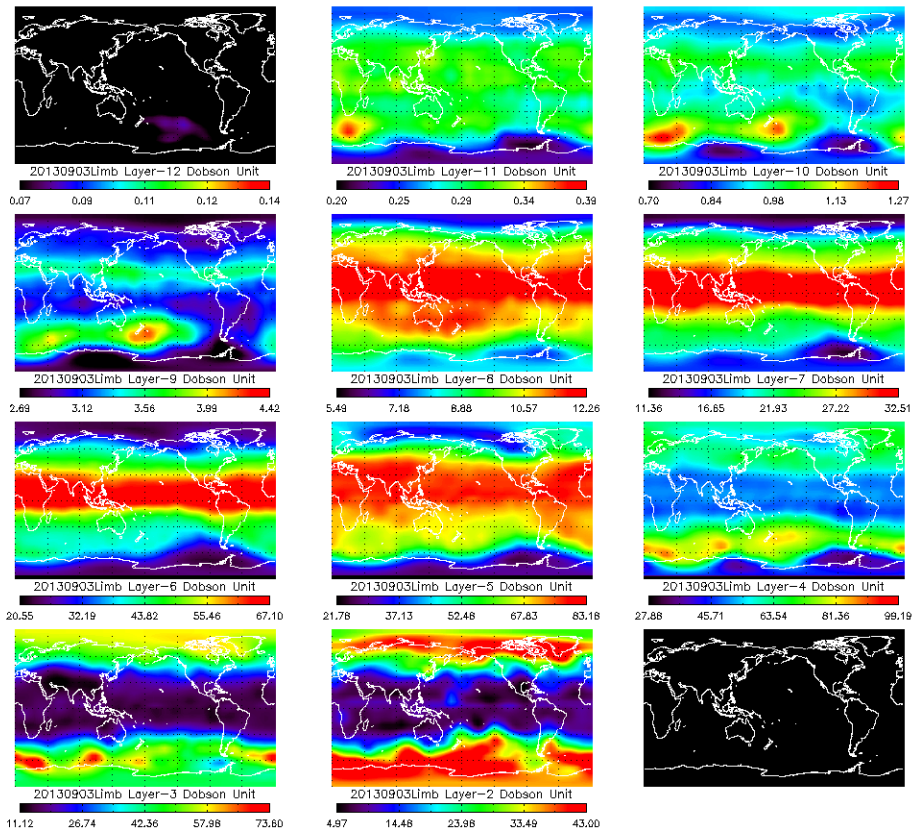 20130903Limb Layer-12 Dobson Unit
0.07 0.09 0.11 0.12 0.14
20130903Limb Layer-11 Dobson Unit
0.20 0.25 0.29 0.34 0.39
20130903Limb Layer-10 Dobson Unit
0.70 0.84 0.98 1.13 1.27
20130903Limb Layer-9 Dobson Unit
2.69 3.12 3.56 3.99 4.42
20130903Limb Layer-8 Dobson Unit
5.49 7.18 8.88 10.57 12.26
20130903Limb Layer-7 Dobson Unit
11.36 16.65 21.93 27.22 32.51
20130903Limb Layer-6 Dobson Unit
20.55 32.19 43.82 55.46 67.10
20130903Limb Layer-5 Dobson Unit
21.78 37.13 52.48 67.83 83.18
20130903Limb Layer-4 Dobson Unit
27.88 45.71 63.54 81.36 99.19
20130903Limb Layer-3 Dobson Unit
11.12 26.74 42.36 57.98 73.60
20130903Limb Layer-2 Dobson Unit
4.97 14.48 23.98 33.49 43.00